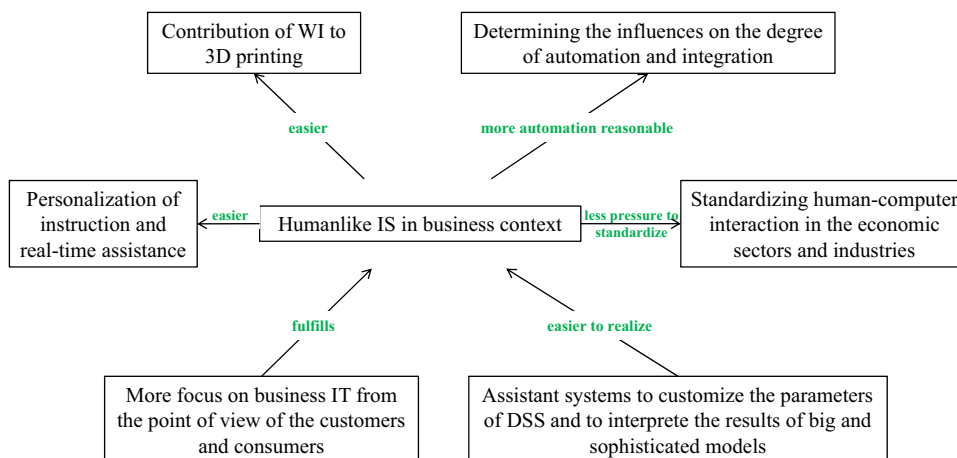 Contribution of WI to
3D printing
Determining the influences on the degree
of automation and integration
easier
more automation reasonable
Personalization of
instruction and
real-time assistance
easier
Humanlike IS in business context
less pressure to
standardize
Standardizing human-computer
interaction in the economic
sectors and industries
fulfills
easier to realize
More focus on business IT from
the point of view of the customers
and consumers
Assistant systems to customize the parameters
of DSS and to interprete the results of big and
sophisticated models